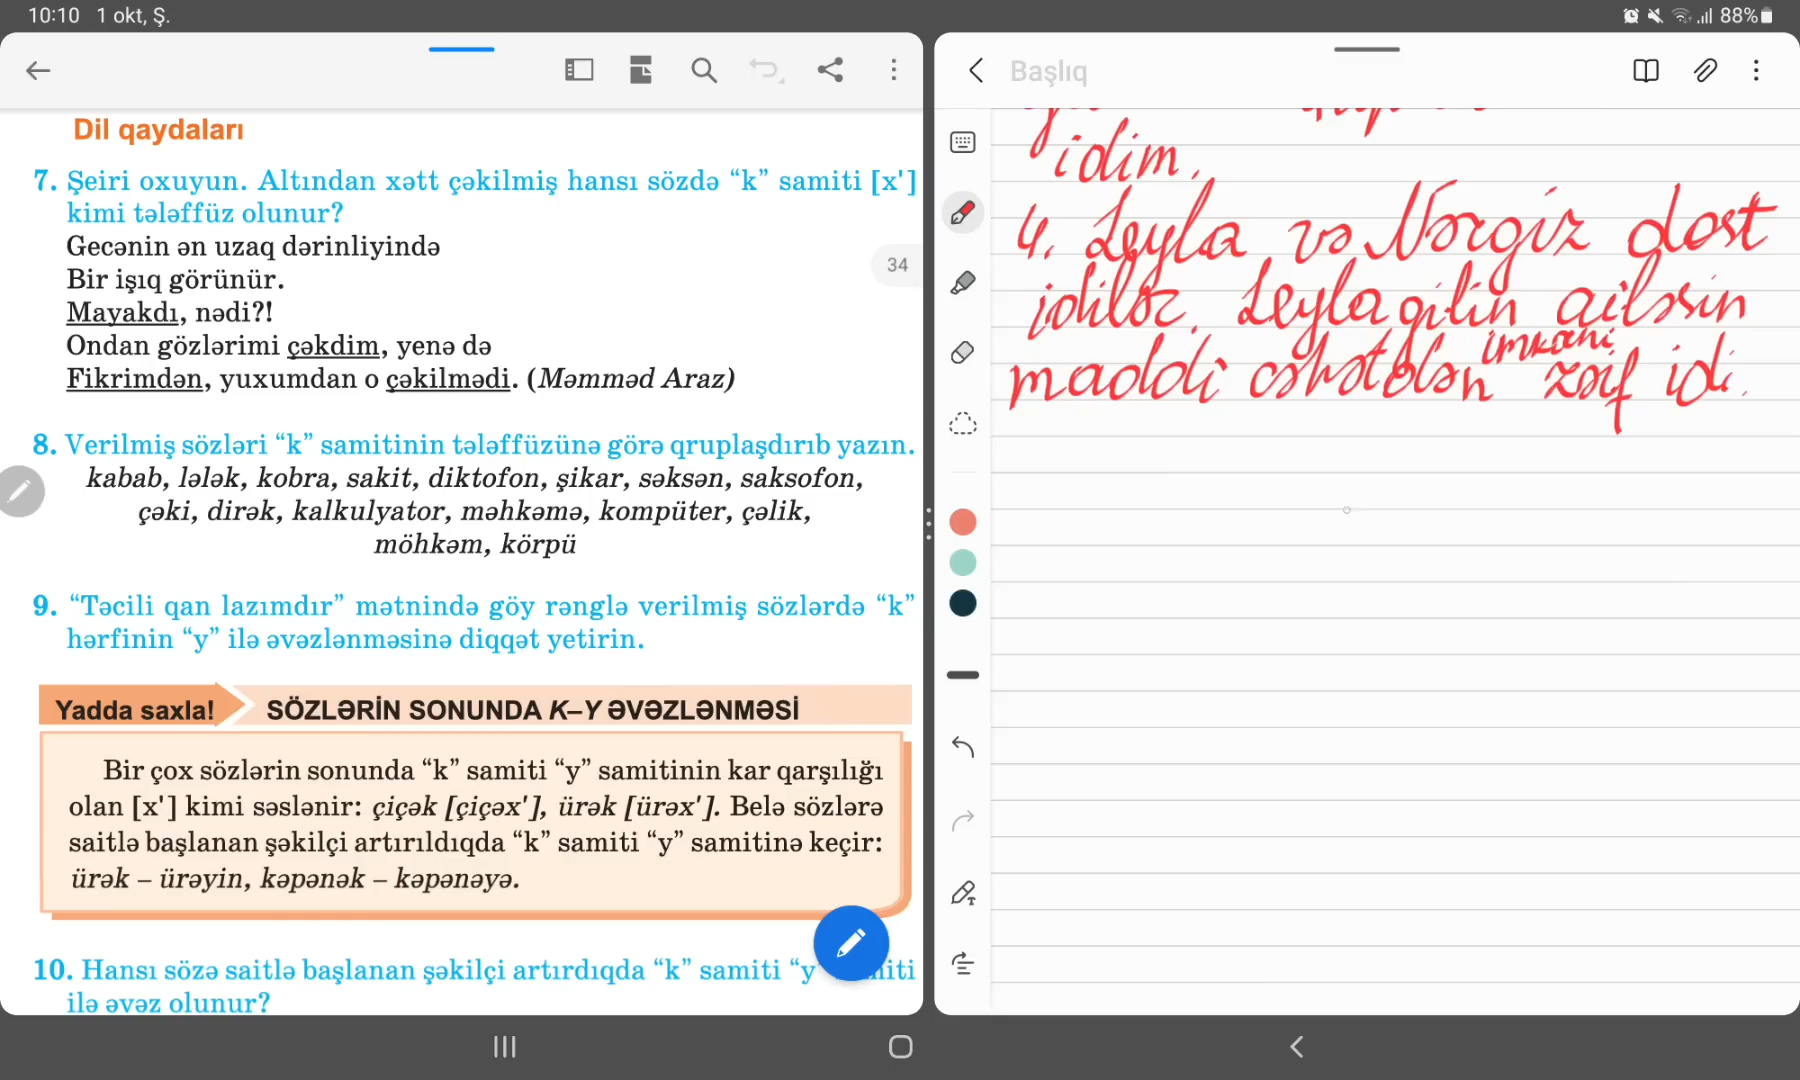 10:10 1 okt, Ş.
88%
Dil qaydaları
7. Şeiri oxuyun. Altından xətt çəkilmiş hansı sözdə “k” samiti [x']
kimi tələffüz olunur?
Gecənin ən uzaq dərinliyində
Bir işıq görünür.
Mayakdı, nədi?!
Ondan gözlərimi çəkdim, yenə də
Fikrimdən, yuxumdan o çəkilmədi. (Məmməd Araz)
34
8. Verilmiş sözləri “k” samitinin tələffüzünə görə qruplaşdırıb yazın.
kabab, lələk, kobra, sakit, diktofon, şikar, səksən, saksofon,
çəki, dirək, kalkulyator, məhkəmə, kompüter, çəlik,
möhkəm, körpü
9. “Təcili qan lazımdır” mətnində göy rənglə verilmiş sözlərdə “k”
hərfinin “y” ilə əvəzlənməsinə diqqət yetirin.
Yadda saxla! SÖZLƏRİN SONUNDA K–Y ƏVƏZLƏNMƏSİ
Bir çox sözlərin sonunda “k” samiti “y” samitinin kar qarşılığı
olan [x'] kimi səslənir: çiçək [çiçəx'], ürək [ürəx']. Belə sözlərə
saitlə başlanan şəkilçi artırıldıqda “k” samiti “y” samitinə keçir:
ürək – ürəyin, kəpənək – kəpənəyə.
10. Hansı sözə saitlə başlanan şəkilçi artırdıqda “k” samiti “y” samiti
ilə əvəz olunur?
Başlıq
idim.
4. Leyla və Nərgiz dost
idilər. Leylagilin ailəsin
imkani
maddi cəhətdən zəif idi.